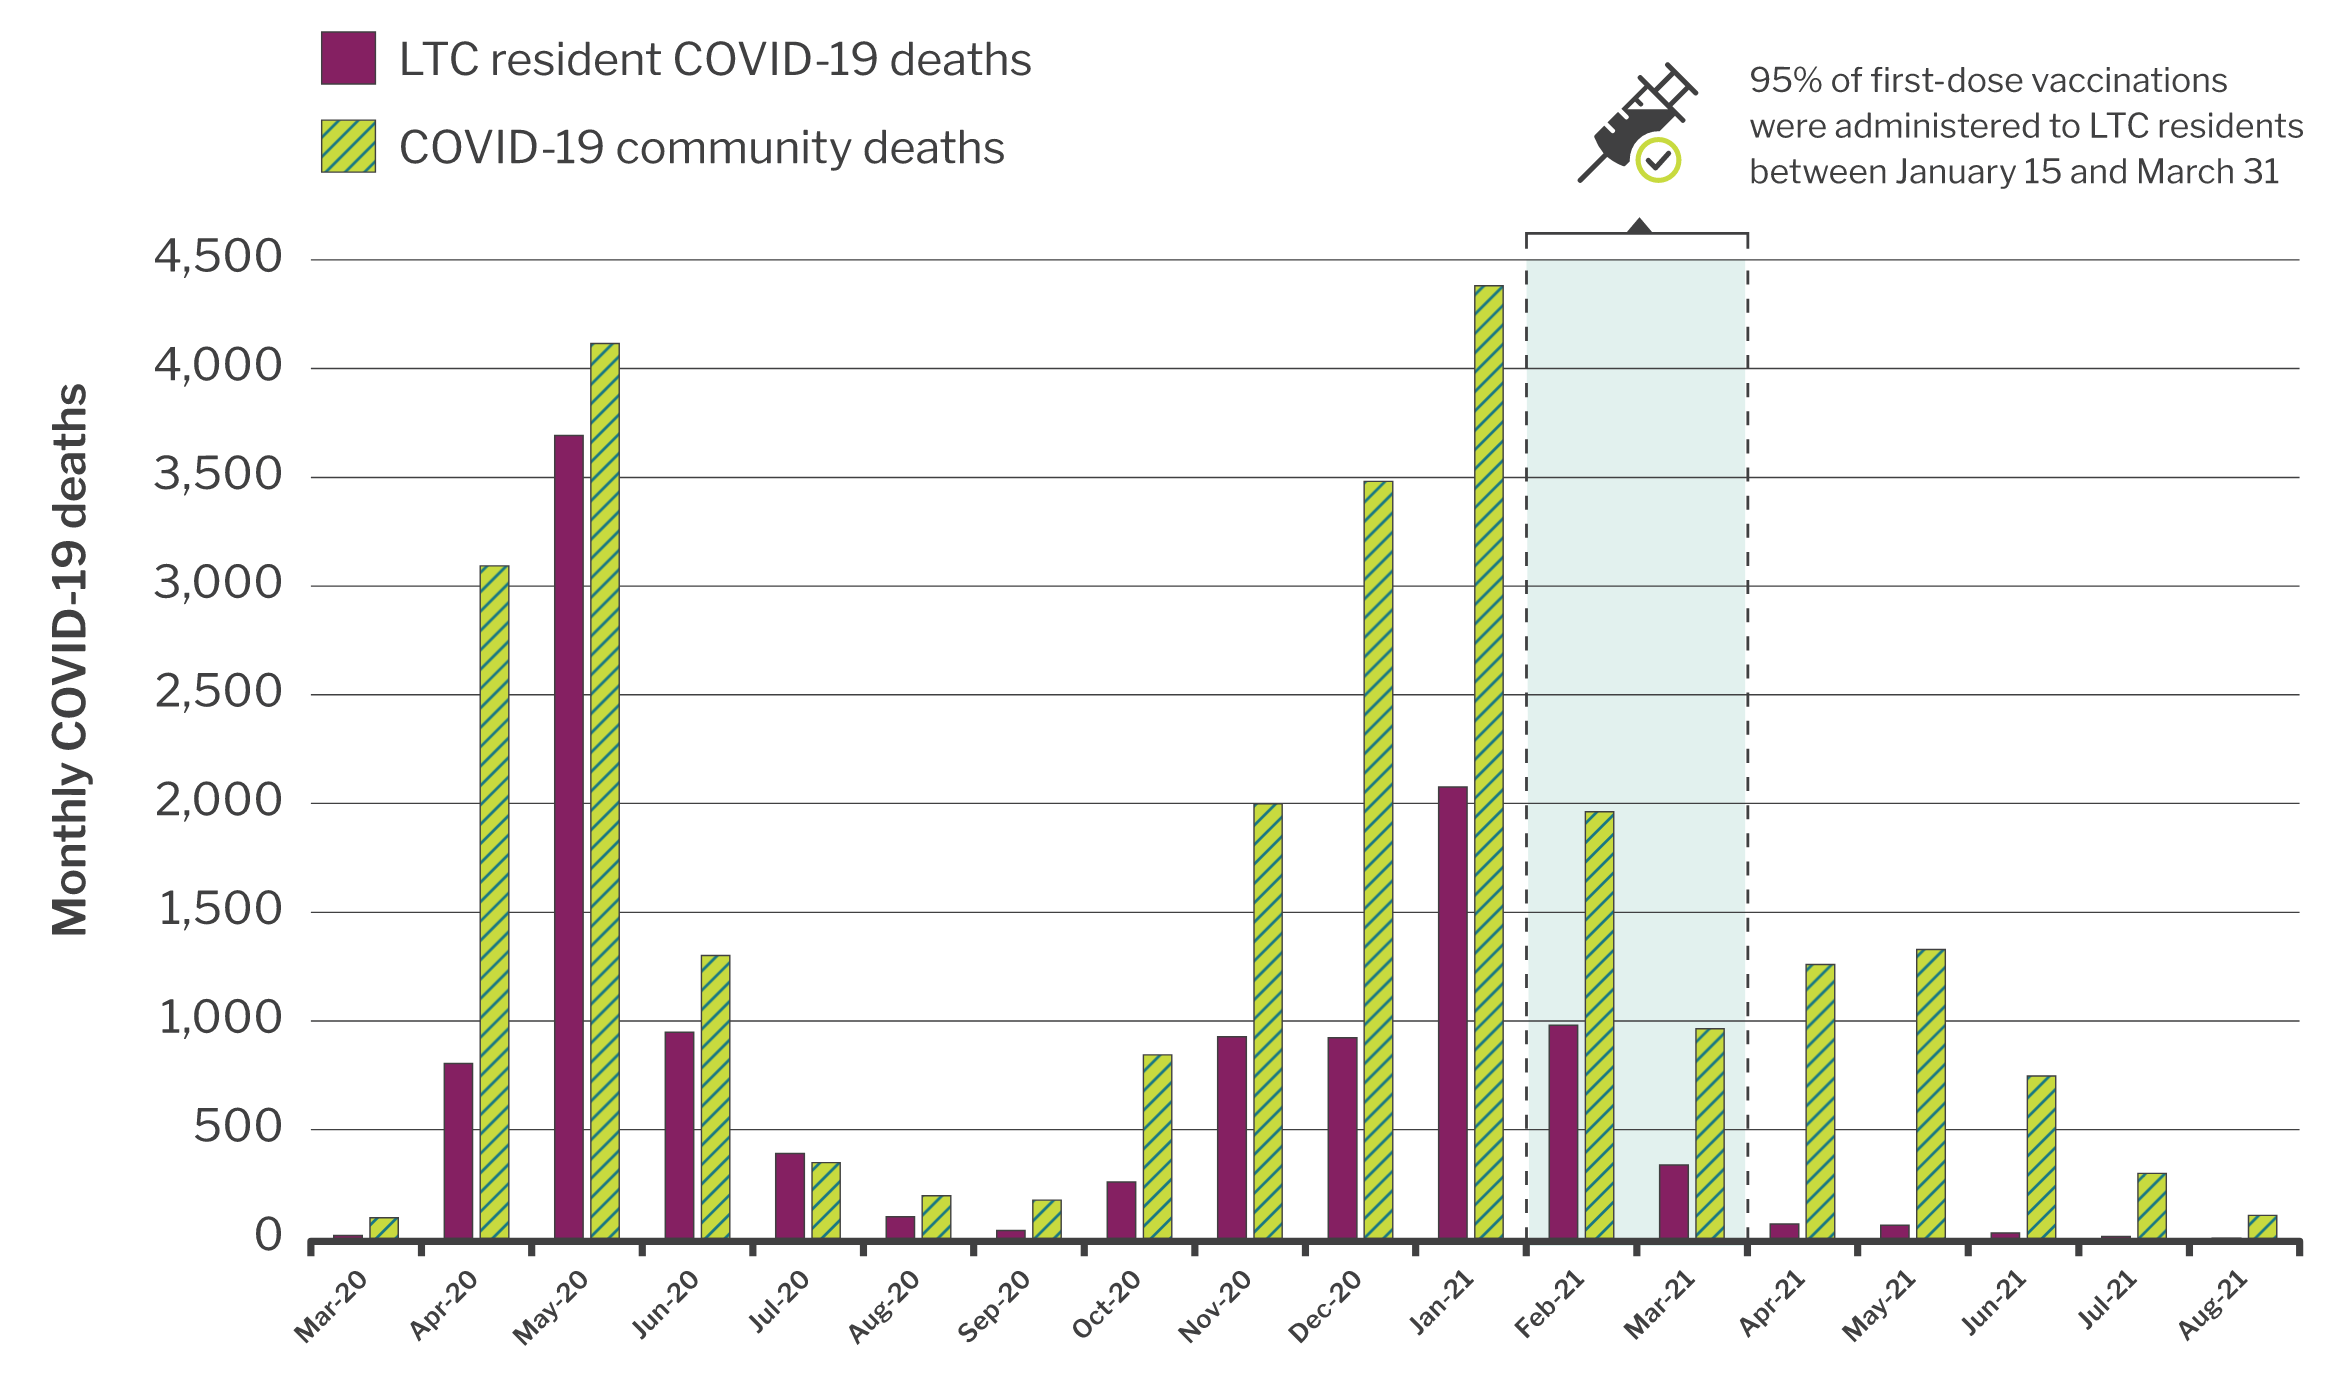 LTC resident COVID-19 deaths
COVID-19 community deaths
95% of first-dose vaccinations
were administered to LTC residents
between January 15 and March 31
Monthly COVID-19 deaths
4,500
4,000
3,500
3,000
2,500
2,000
1,500
1,000
500
0
Mar-20
Apr-20
May-20
Jun-20
Jul-20
Aug-20
Sep-20
Oct-20
Nov-20
Dec-20
Jan-21
Feb-21
Mar-21
Apr-21
May-21
Jun-21
Jul-21
Aug-21